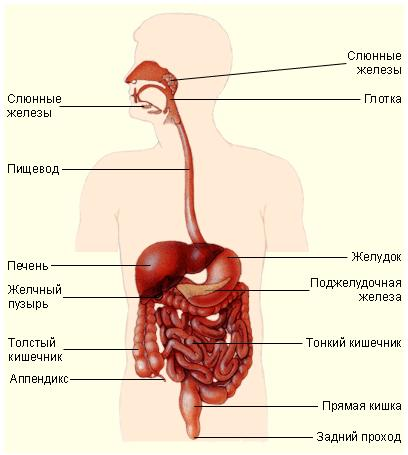 Слюнные
железы
Глотка
Слюнные
железы
Пищевод
Желудок
Печень
Поджелудочная
железа
Желчный
пузырь
Толстый
кишечник
Тонкий кишечник
Аппендикс
Прямая кишка
Задний проход